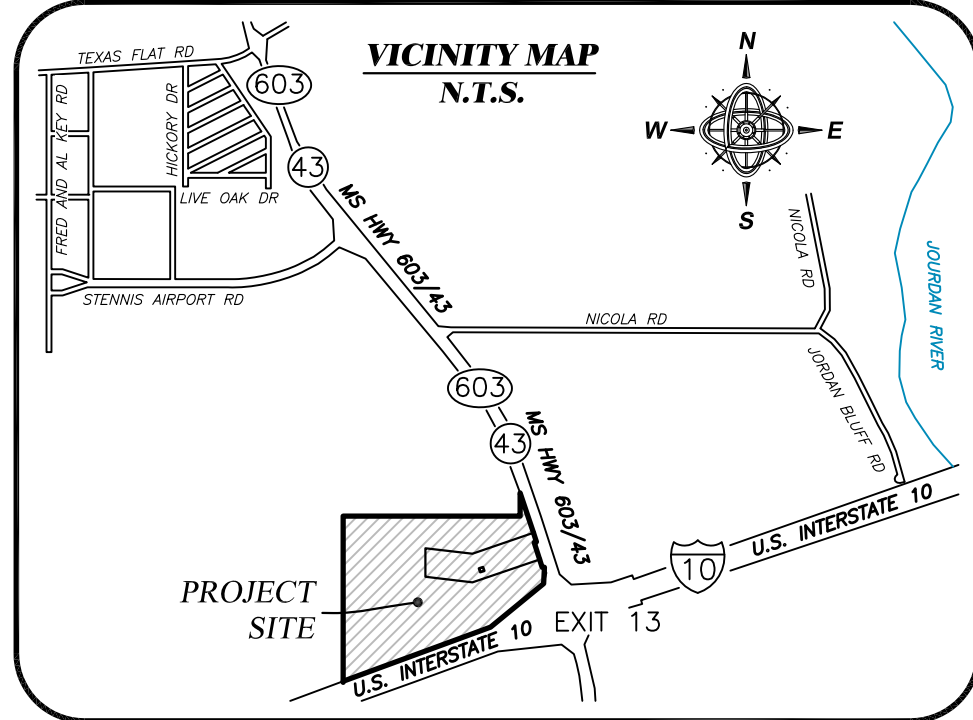 VICINITY MAP
N.T.S.
N
W
E
S
TEXAS FLAT RD
603
FRED AND AL KEY RD
HICKORY DR
43
LIVE OAK DR
MS HWY 603/43
STENNIS AIRPORT RD
NICOLA RD
NICOLA RD
JOURDAN RIVER
JORDAN BLUFF RD
603
43
MS HWY 603/43
U.S. INTERSTATE 10
10
PROJECT
SITE
EXIT 13
U.S. INTERSTATE 10